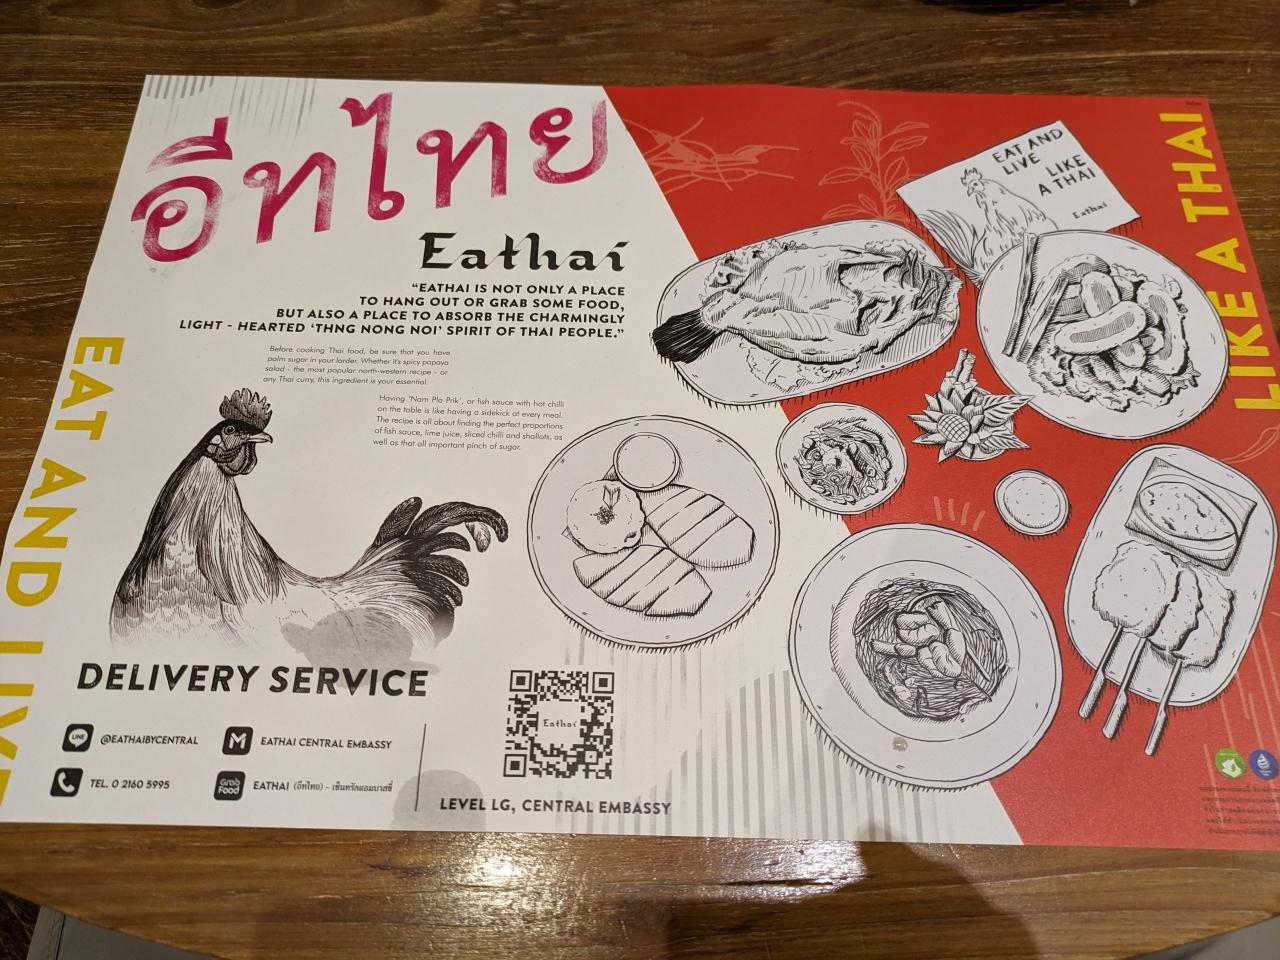 อีทไทย
Eathai
“EATHAI IS NOT ONLY A PLACE
TO HANG OUT OR GRAB SOME FOOD,
BUT ALSO A PLACE TO ABSORB THE CHARMINGLY
LIGHT - HEARTED ‘THNG NONG NOI’ SPIRIT OF THAI PEOPLE.”
Before cooking Thai food, be sure that you have
palm sugar in your larder. Whether it's spicy papaya
salad - the most popular north-western recipe - or
any Thai curry, this ingredient is your essential.
Having ‘Nam Pla Prik’, or fish sauce with hot chilli
on the table is like having a sidekick at every meal.
The recipe is all about finding the perfect proportions
of fish sauce, lime juice, sliced chilli and shallots, as
well as that all important pinch of sugar.
EAT AND LIVE
DELIVERY SERVICE
LINE
@EATHAIBYCENTRAL
EATHAI CENTRAL EMBASSY
TEL. 0 2160 5995
Grab
Food
EATHAI (อีทไทย) - เซ็นทรัลเอมบาสซี่
Eathai
LEVEL LG, CENTRAL EMBASSY
EAT AND
LIVE
LIKE
A THAI
Eathai
LIKE A THAI